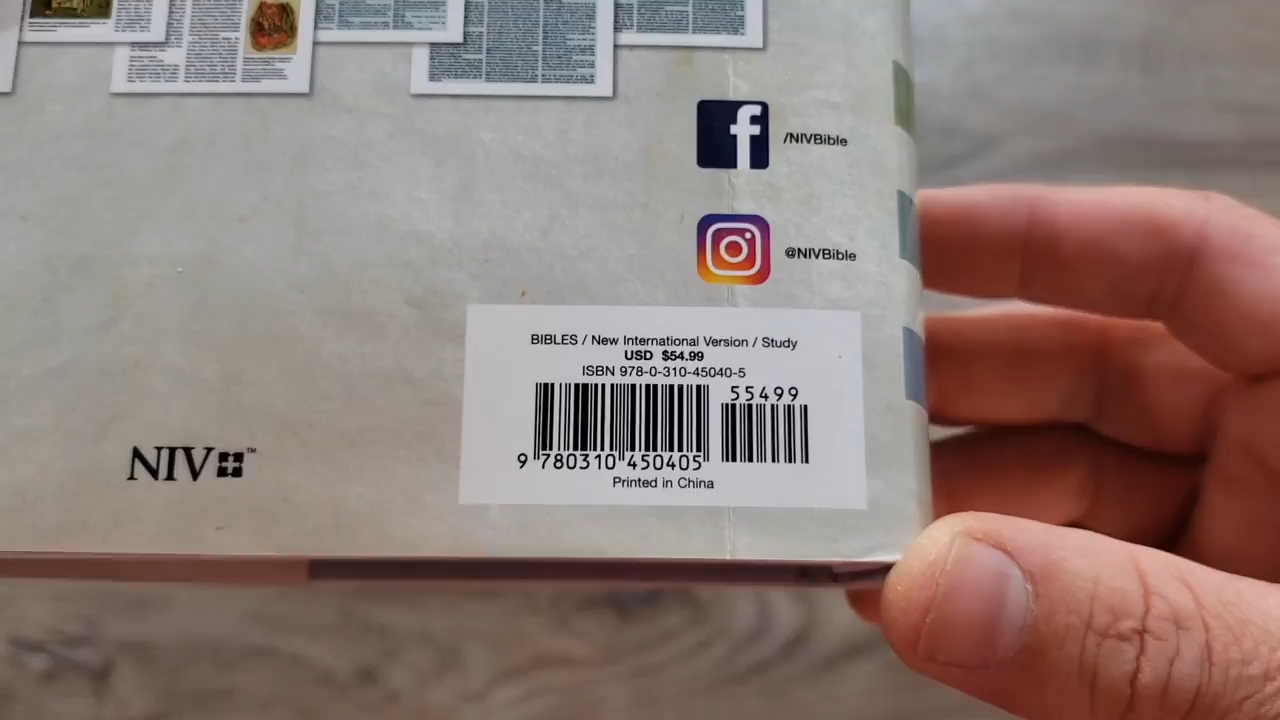 /NIVBible
@NIVBible
BIBLES / New International Version / Study
USD $54.99
ISBN 978-0-310-45040-5
55499
9 780310 450405
Printed in China
NIV™